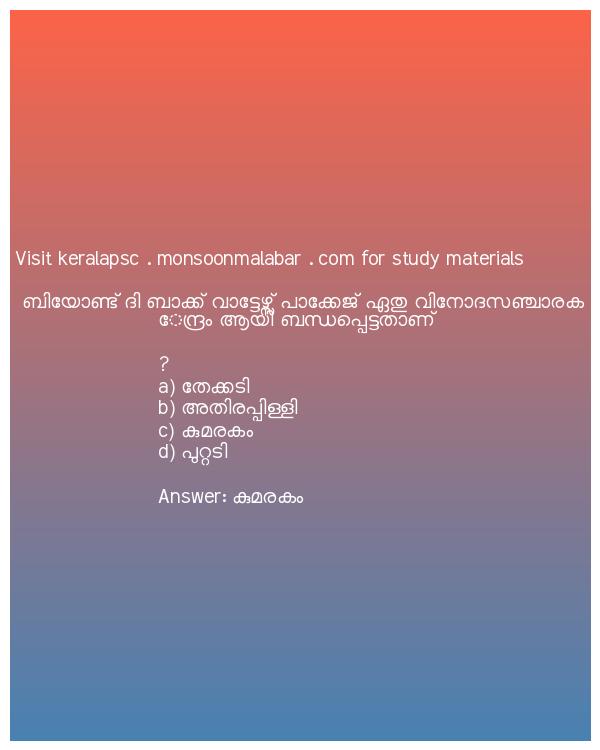 Visit keralapsc . monsoonmalabar . com for study materials
ബിയോണ്ട് ദി ബാക്ക് വാട്ടേഴ്സ് പാക്കേജ് ഏതു വിനോദസഞ്ചാരക
േന്ദ്രം ആയി ബന്ധപ്പെട്ടതാണ്
?
a) തേക്കടി
b) അതിരപ്പിള്ളി
c) കുമരകം
d) പുറ്റടി
Answer: കുമരകം